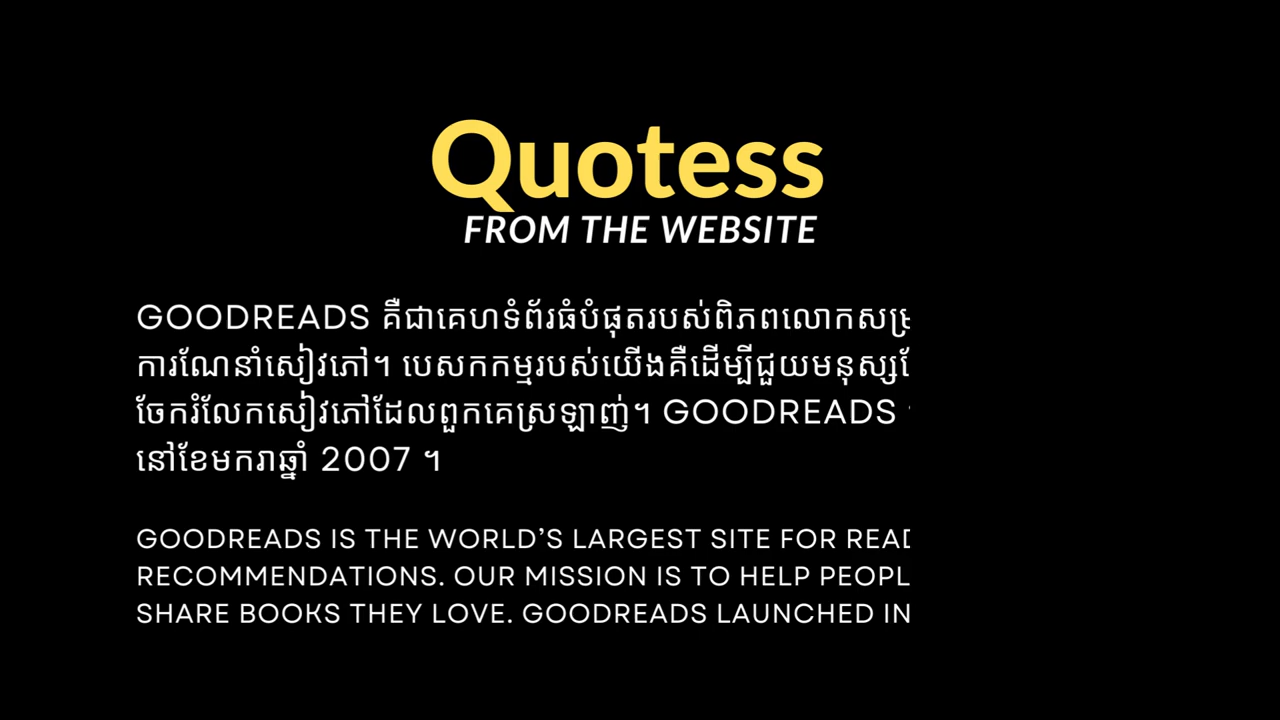 Quotess
FROM THE WEBSITE
GOODREADS គឺជាគេហទំព័រធំបំផុតរបស់ពិភពលោក
ការណែនាំសៀវភៅ។ បេសកកម្មរបស់យើងគឺដើម្បីជួយមនុស្ស
ចែករំលែកសៀវភៅដែលពួកគេស្រឡាញ់។ GOODREADS
នៅខែមករាឆ្នាំ 2007 ។
GOODREADS IS THE WORLD’S LARGEST SITE FOR
RECOMMENDATIONS. OUR MISSION IS TO HELP
SHARE BOOKS THEY LOVE. GOODREADS LAUNCHED IN